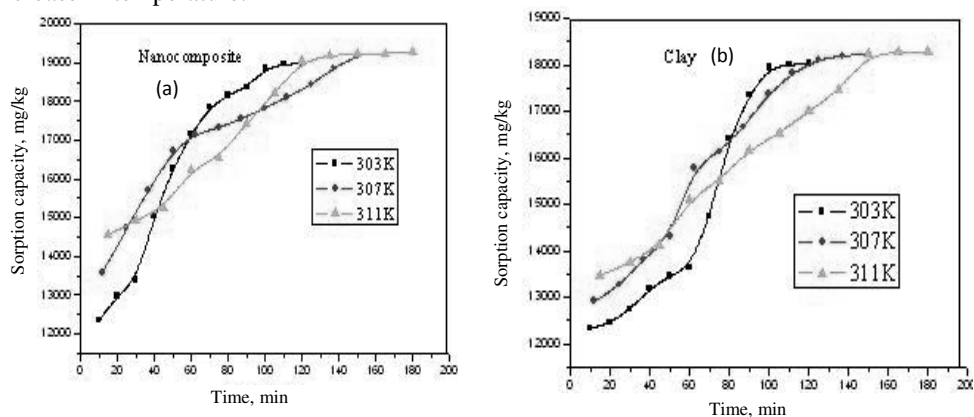 temperature.
Nanocomposite
(a)
303K
307K
311K
Sorption capacity, mg/kg
20000
19000
18000
17000
16000
15000
14000
13000
12000
0 20 40 60 80 100 120 140 160 180 200
Time, min
Clay (b)
303K
307K
311K
Sorption capacity, mg/kg
19000
18000
17000
16000
15000
14000
13000
12000
0 20 40 60 80 100 120 140 160 180 200
Time, min